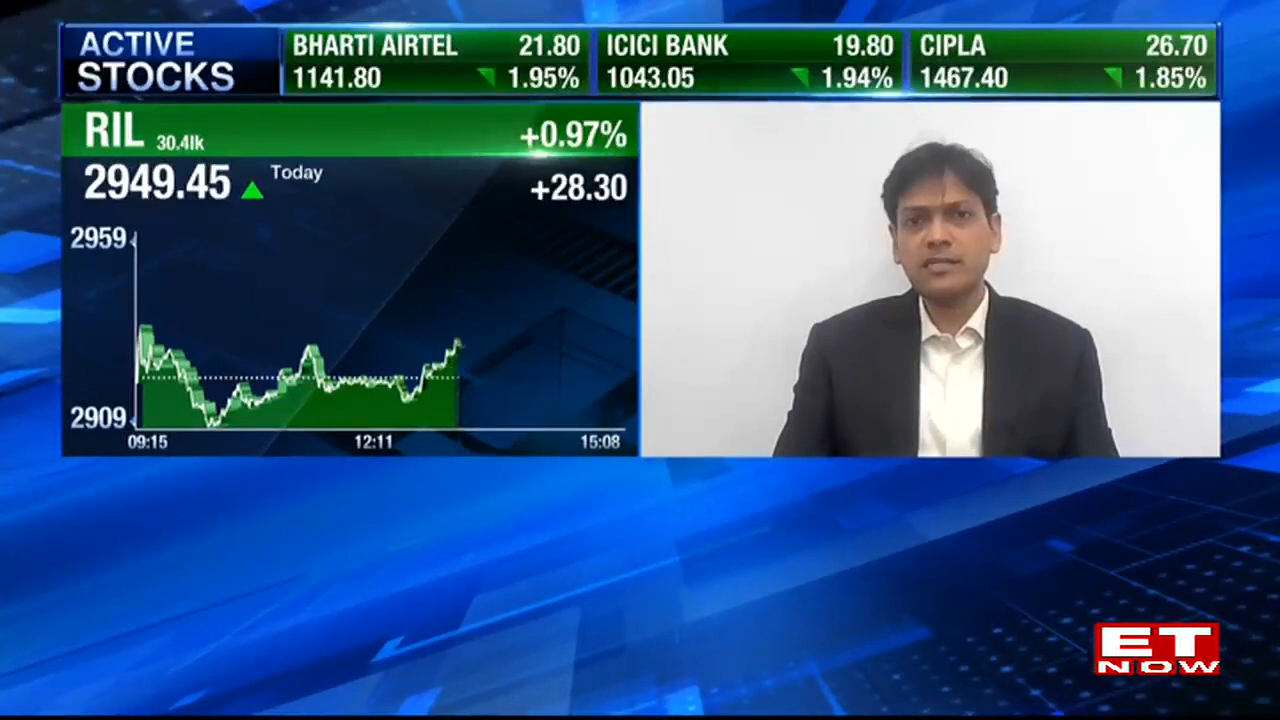 ACTIVE
STOCKS
BHARTI AIRTEL 21.80
1141.80 1.95%
ICICI BANK 19.80
1043.05 1.94%
CIPLA 26.70
1467.40 1.85%
RIL 30.4lk +0.97%
2949.45 Today +28.30
2959
2909
09:15 12:11 15:08
ET
NOW